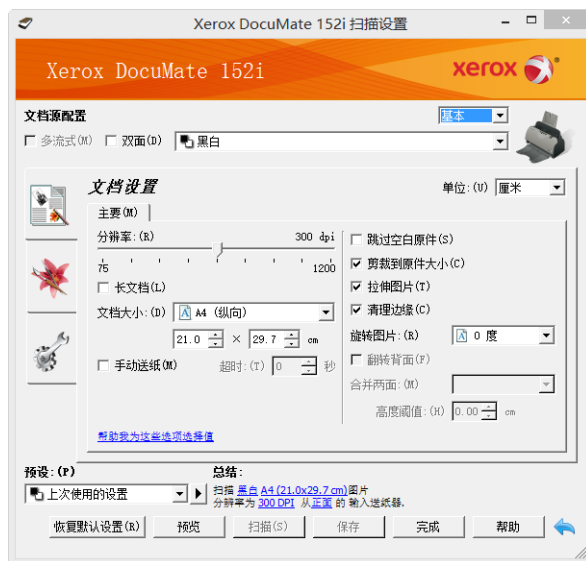 Xerox DocuMate 152i 扫描设置
Xerox DocuMate 152i
xerox
文档源配置
基本
多流式(M) 双面(D) 黑白
文档设置
单位:(U) 厘米
主要(M)
分辨率:(R) 300 dpi
75 1200
长文档(L)
文档大小:(D) A4 (纵向)
21.0 × 29.7 cm
手动送纸(M) 超时:(T) 0 秒
帮助我为这些选项选择值
跳过空白原件(S)
剪裁到原件大小(C)
拉伸图片(T)
清理边缘(C)
旋转图片:(R) 0 度
翻转背面(F)
合并两面:(M)
高度阈值:(H) 0.00 cm
预设:(P)
上次使用的设置
总结:
扫描 黑白 A4 (21.0x29.7 cm)图片
分辨率为 300 DPI 从正面 的 输入送纸器.
恢复默认设置(R) 预览 扫描(S) 保存 完成 帮助